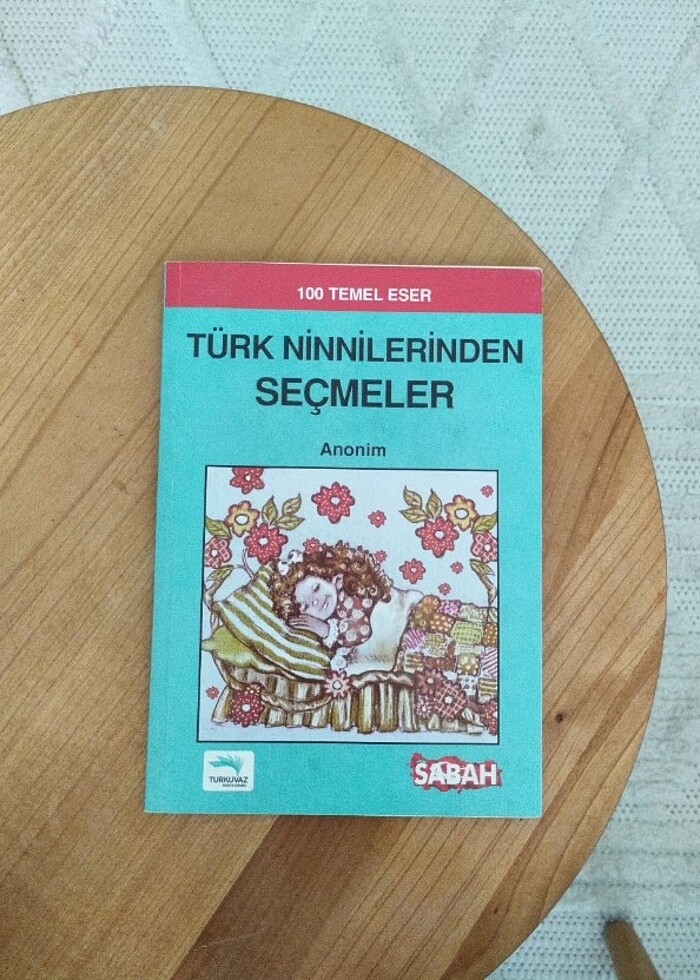 100 TEMEL ESER
TÜRK NİNNİLERİNDEN
SEÇMELER
Anonim
TURKUVAZ
SABAH